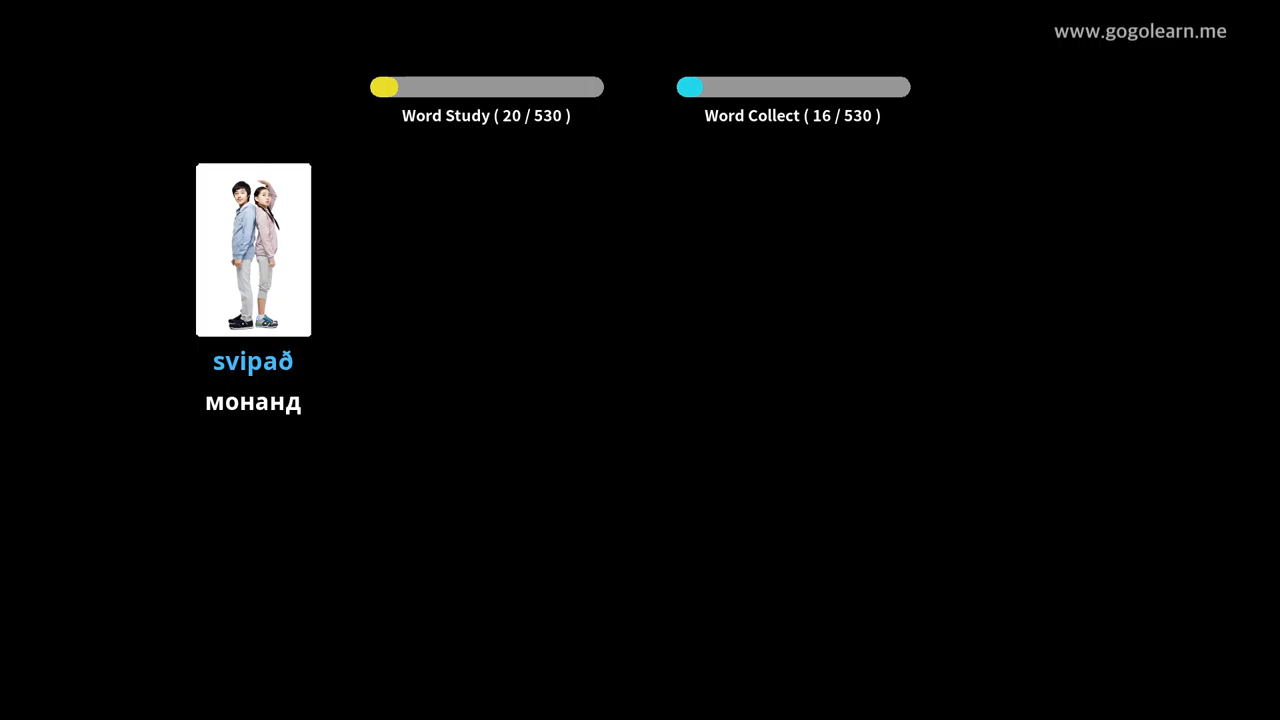 www.gogolearn.me
Word Study ( 20 / 530 )
Word Collect ( 16 / 530 )
svipað
монанд